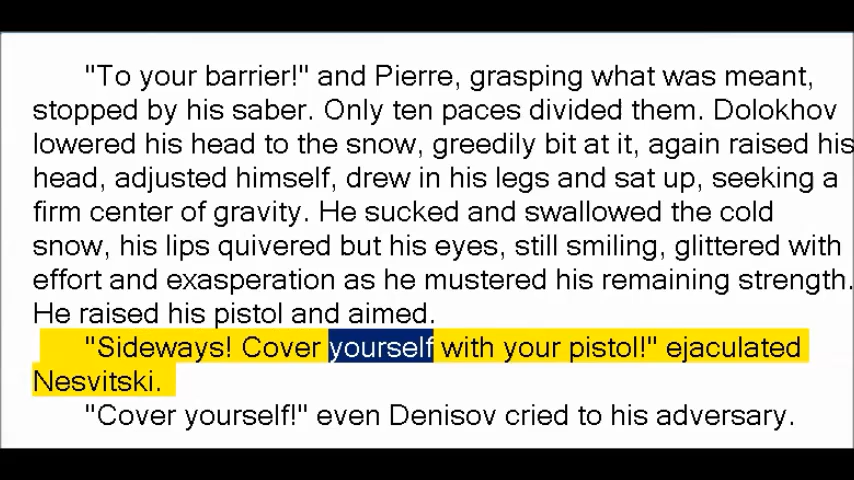 "To your barrier!" and Pierre, grasping what was meant,
stopped by his saber. Only ten paces divided them. Dolokhov
lowered his head to the snow, greedily bit at it, again raised his
head, adjusted himself, drew in his legs and sat up, seeking a
firm center of gravity. He sucked and swallowed the cold
snow, his lips quivered but his eyes, still smiling, glittered with
effort and exasperation as he mustered his remaining strength.
He raised his pistol and aimed.
"Sideways! Cover yourself with your pistol!" ejaculated
Nesvitski.
"Cover yourself!" even Denisov cried to his adversary.